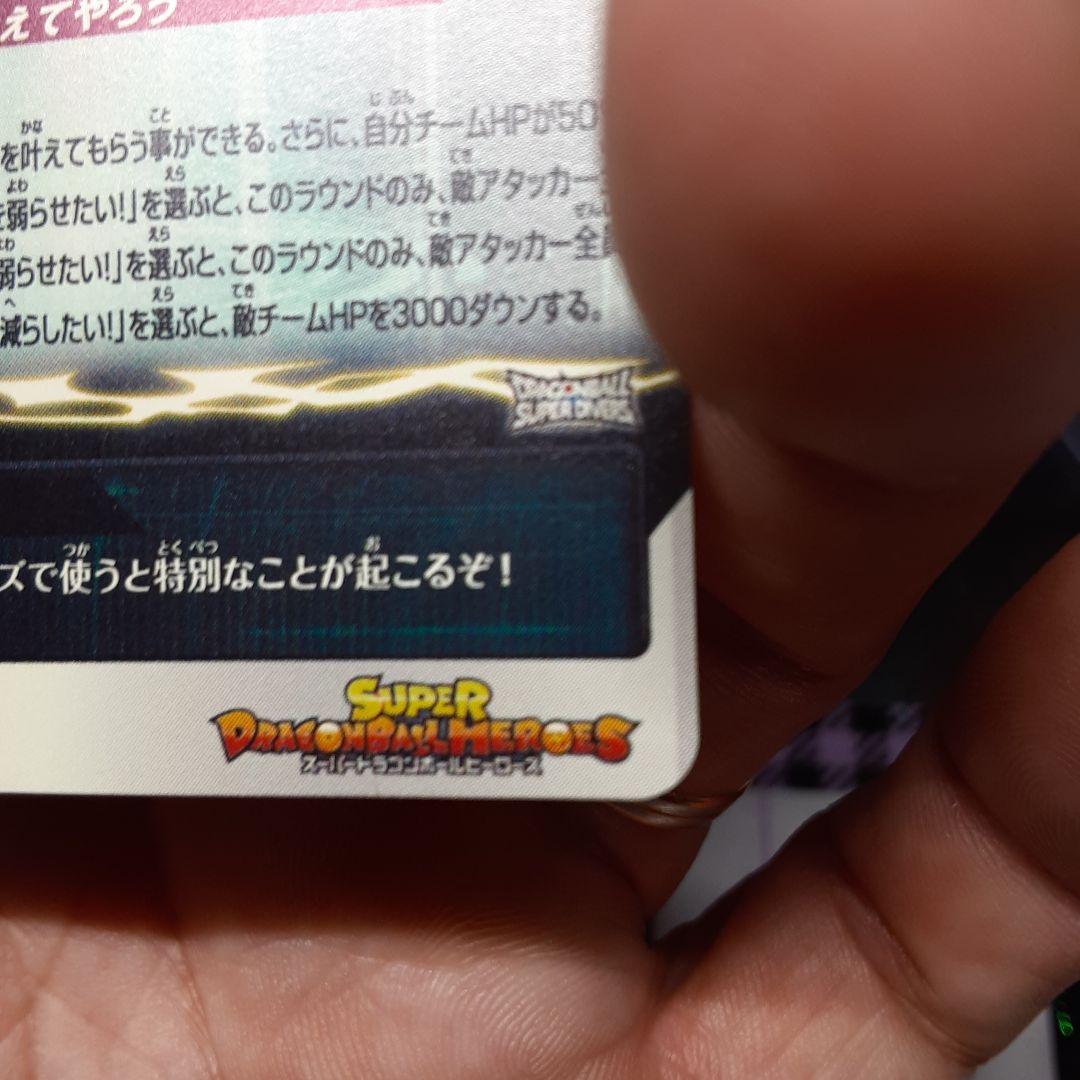 えてやろう
を叶えてもらう事ができる。さらに、自分チームHPが50
弱らせたい!」を選ぶと、このラウンドのみ、敵アタッカー
弱らせたい!」を選ぶと、このラウンドのみ、敵アタッカー全員
減らしたい!」を選ぶと、敵チームHPを3000ダウンする。
DRAGONBALL
SUPER DIVERS
ズで使うと特別なことが起こるぞ!
SUPER
DRAGONBALL HEROES
スーパードラゴンボールヒーローズ